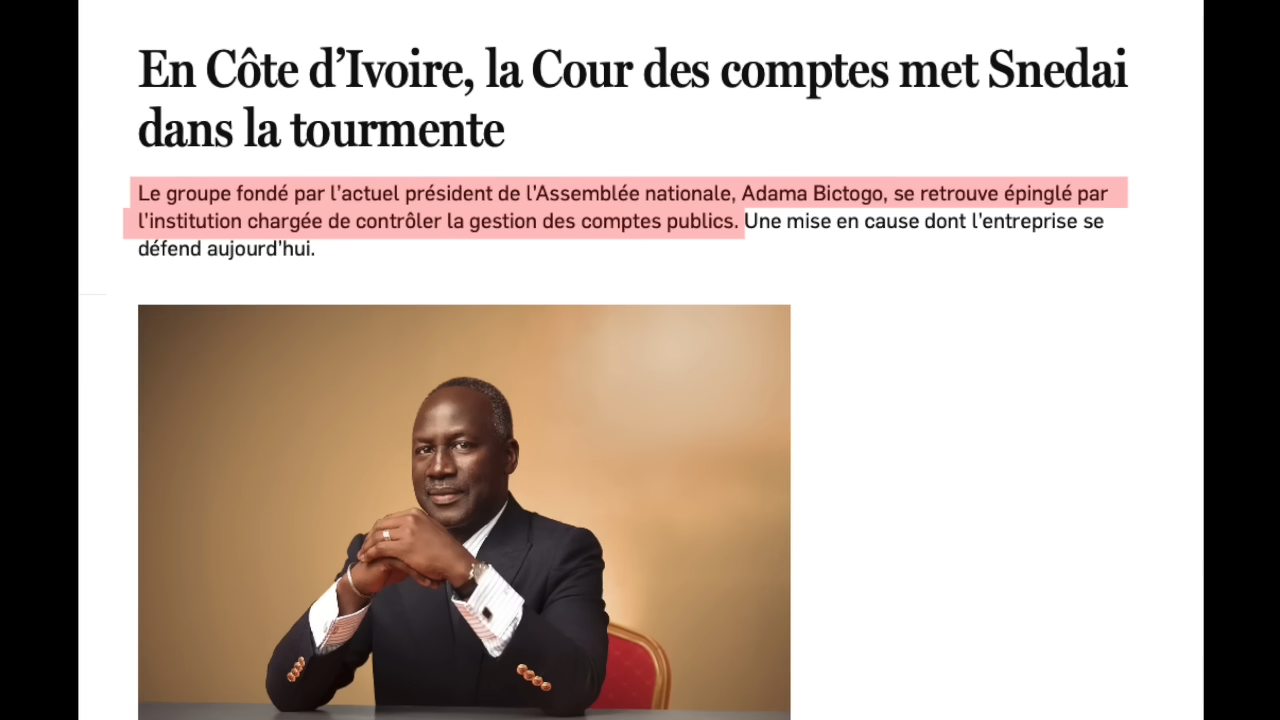 En Côte d’Ivoire, la Cour des comptes met Snedai
dans la tourmente
Le groupe fondé par l’actuel président de l’Assemblée nationale, Adama Bictogo, se retrouve épinglé par
l’institution chargée de contrôler la gestion des comptes publics. Une mise en cause dont l’entreprise se
défend aujourd’hui.